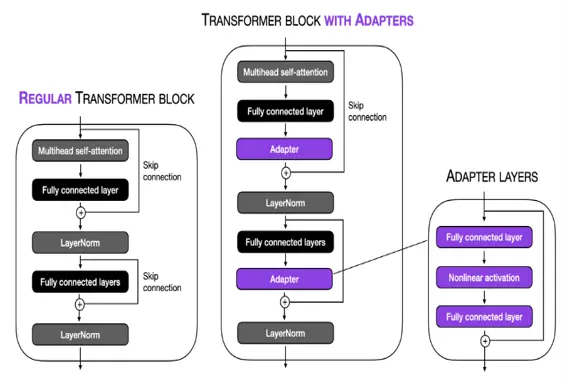 REGULAR TRANSFORMER BLOCK
Multihead self-attention
Skip
connection
Fully connected layer
+
LayerNorm
Fully connected layers
Skip
connection
+
LayerNorm
TRANSFORMER BLOCK WITH ADAPTERS
Multihead self-attention
Skip
connection
Fully connected layer
Adapter
+
LayerNorm
Fully connected layers
Adapter
+
LayerNorm
ADAPTER LAYERS
Fully connected layer
Nonlinear activation
Fully connected layer
+